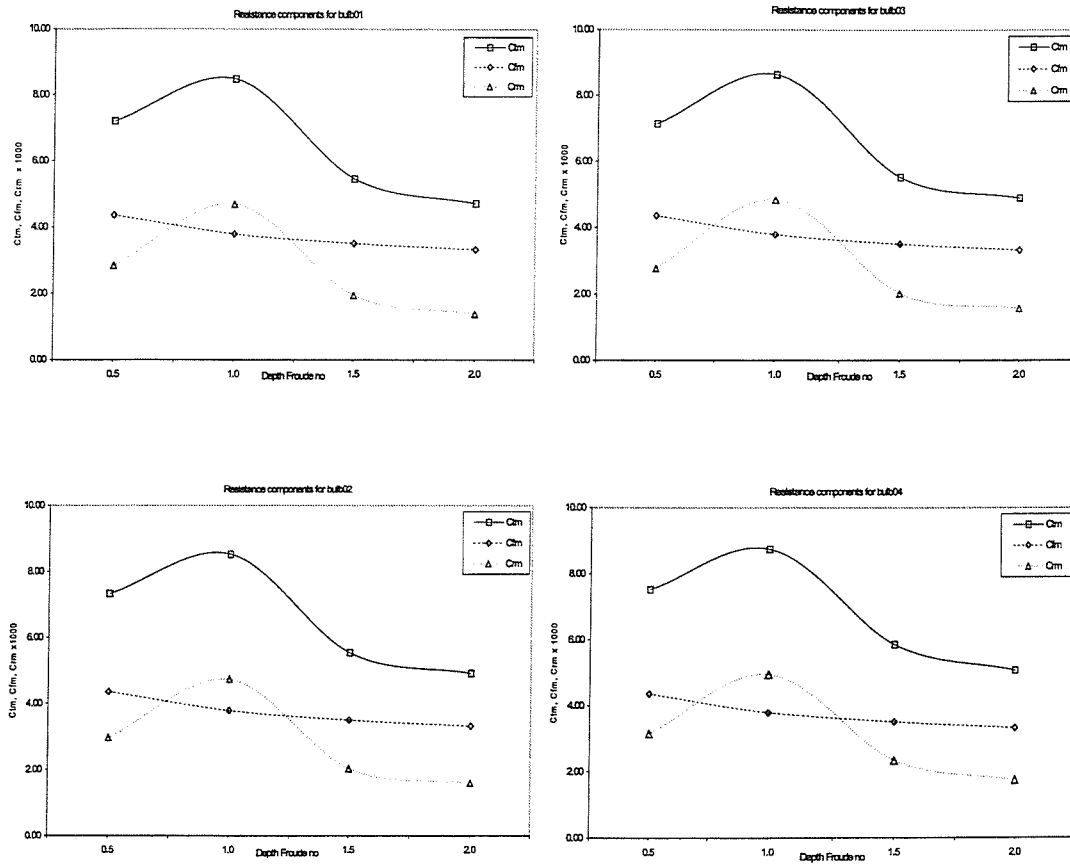 Resistance components for bulb01
10.00
8.00
6.00
4.00
2.00
0.00
Ctm, Cfm, Crm x 1000
0.5
1.0
1.5
2.0
Depth Froude no
Ctm
Cfm
Crm
Resistance components for bulb03
10.00
8.00
6.00
4.00
2.00
0.00
Ctm, Cfm, Crm x 1000
0.5
1.0
1.5
2.0
Depth Froude no
Ctm
Cfm
Crm
Resistance components for bulb02
10.00
8.00
6.00
4.00
2.00
0.00
Ctm, Cfm, Crm x1000
0.5
1.0
1.5
2.0
Depth Froude no
Ctm
Cfm
Crm
Resistance components for bulb04
10.00
8.00
6.00
4.00
2.00
0.00
Ctm, Cfm, Crm x 1000
0.5
1.0
1.5
2.0
Depth Froude no
Ctm
Cfm
Crm